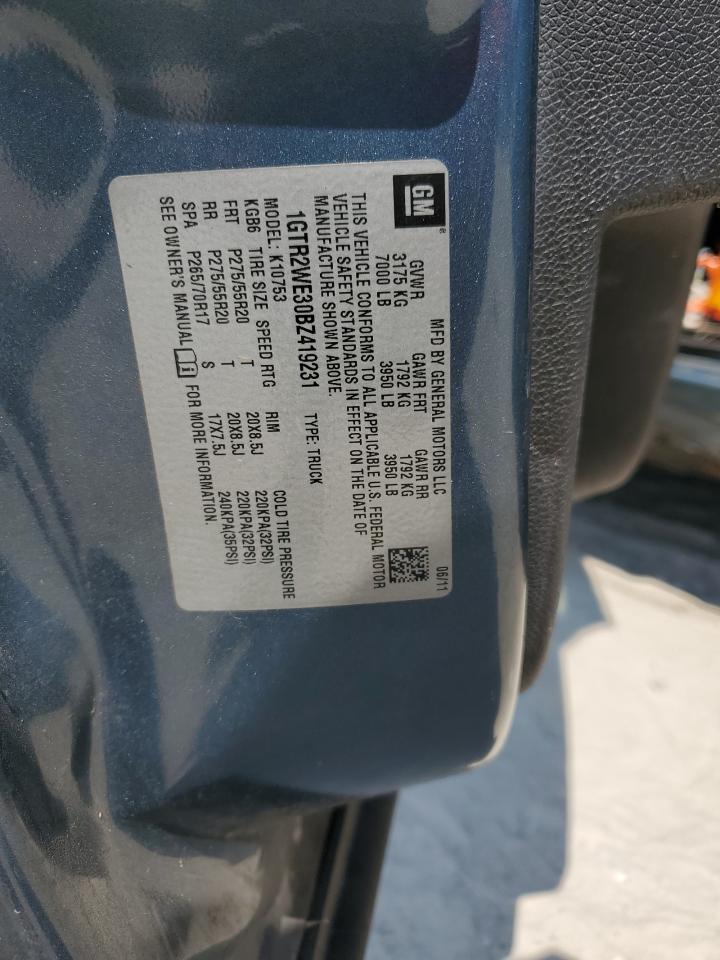 GM
MFD BY GENERAL MOTORS LLC 06/11
GVWR GAWR FRT GAWR RR
3175 KG 1792 KG 1792 KG
7000 LB 3950 LB 3950 LB
THIS VEHICLE CONFORMS TO ALL APPLICABLE U.S. FEDERAL MOTOR
VEHICLE SAFETY STANDARDS IN EFFECT ON THE DATE OF
MANUFACTURE SHOWN ABOVE.
1GTR2WE30BZ419231 TYPE: TRUCK
MODEL: K10753
KGB6 TIRE SIZE SPEED RTG RIM COLD TIRE PRESSURE
FRT P275/55R20 T 20X8.5J 220KPA(32PSI)
RR P275/55R20 T 20X8.5J 220KPA(32PSI)
SPA P265/70R17 S 17X7.5J 240KPA(35PSI)
SEE OWNER'S MANUAL FOR MORE INFORMATION.